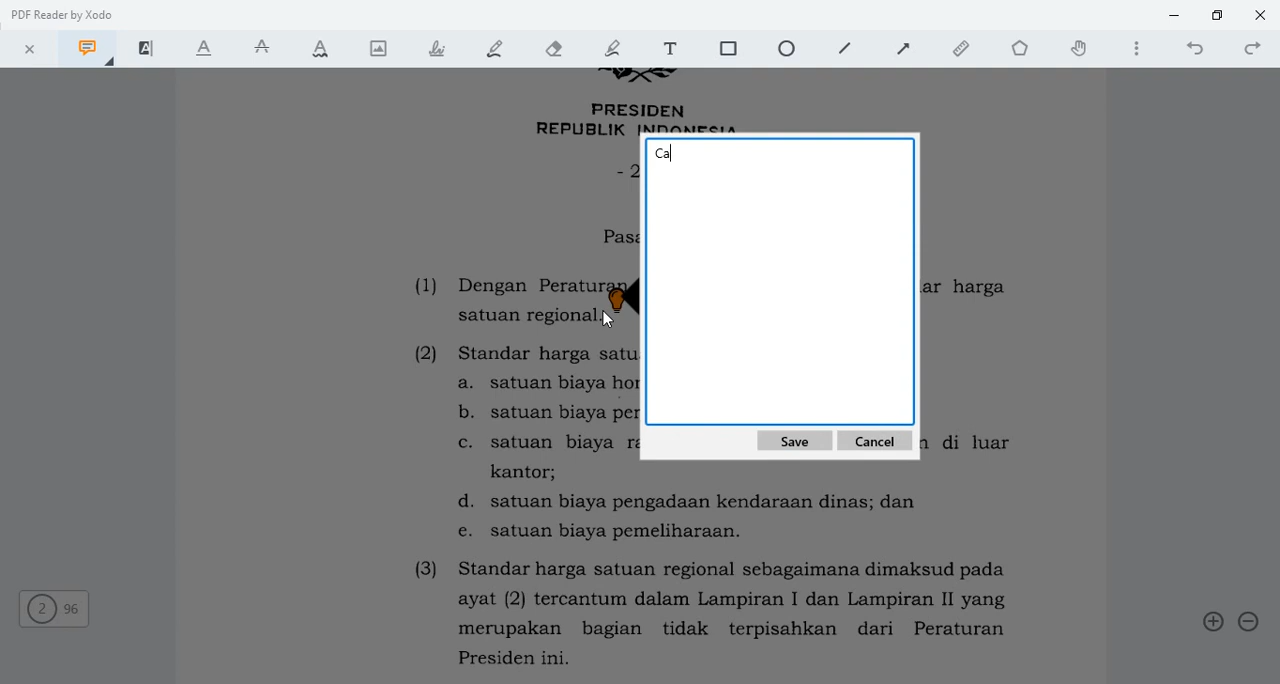 PDF Reader by Xodo
A
A
A
A
T
PRESIDEN
REPUBLIK INDONESIA
- 2
Pasa
(1) Dengan Peraturan ar harga
satuan regional.
(2) Standar harga satu
a. satuan biaya hon
b. satuan biaya per
c. satuan biaya ra n di luar
kantor;
d. satuan biaya pengadaan kendaraan dinas; dan
e. satuan biaya pemeliharaan.
(3) Standar harga satuan regional sebagaimana dimaksud pada
ayat (2) tercantum dalam Lampiran I dan Lampiran II yang
merupakan bagian tidak terpisahkan dari Peraturan
Presiden ini.
Ca
Save Cancel
2 96